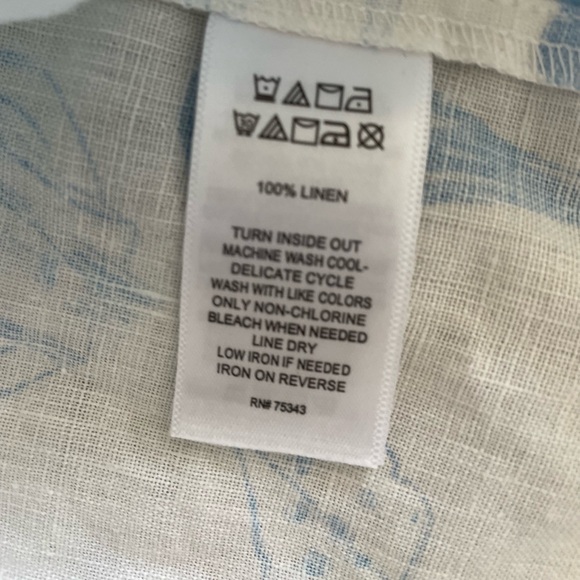 100% LINEN
TURN INSIDE OUT
MACHINE WASH COOL-
DELICATE CYCLE
WASH WITH LIKE COLORS
ONLY NON-CHLORINE
BLEACH WHEN NEEDED
LINE DRY
LOW IRON IF NEEDED
IRON ON REVERSE
RN# 75343